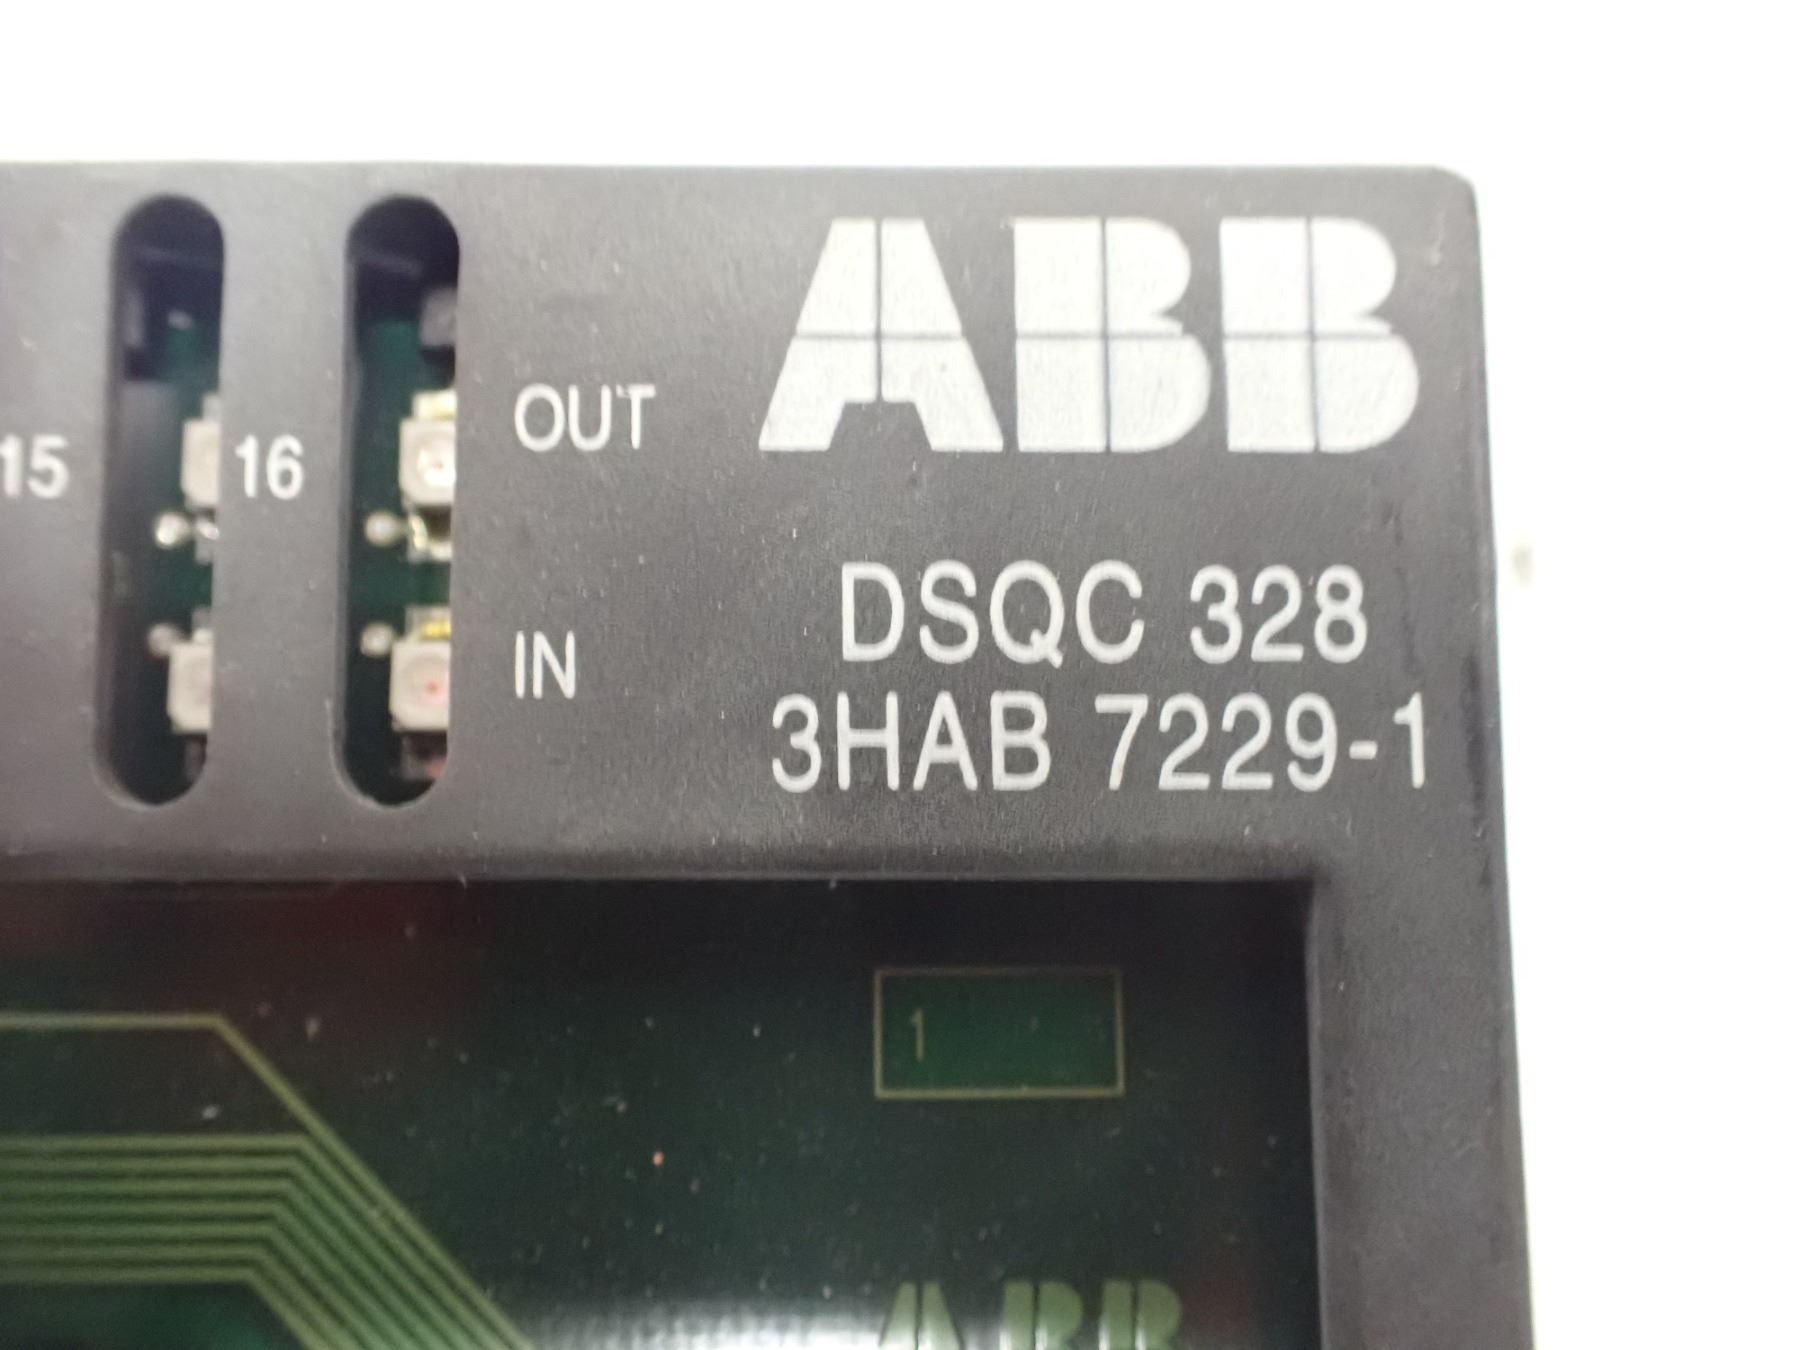 ABB
OUT
15
16
DSQC 328
IN
3HAB 7229-1
1
ABB